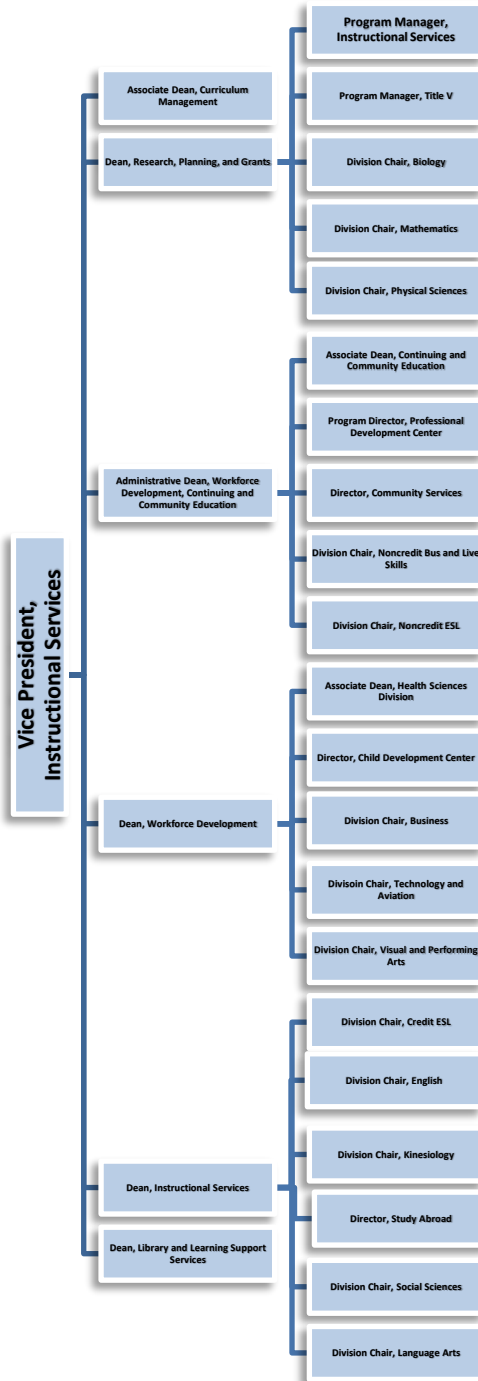 Vice President,
Instructional Services
Associate Dean, Curriculum
Management
Dean, Research, Planning, and Grants
Program Manager,
Instructional Services
Program Manager, Title V
Division Chair, Biology
Division Chair, Mathematics
Division Chair, Physical Sciences
Administrative Dean, Workforce
Development, Continuing and
Community Education
Associate Dean, Continuing and
Community Education
Program Director, Professional
Development Center
Director, Community Services
Division Chair, Noncredit Bus and Live
Skills
Division Chair, Noncredit ESL
Dean, Workforce Development
Associate Dean, Health Sciences
Division
Director, Child Development Center
Division Chair, Business
Divisoin Chair, Technology and
Aviation
Division Chair, Visual and Performing
Arts
Dean, Instructional Services
Division Chair, Credit ESL
Division Chair, English
Division Chair, Kinesiology
Director, Study Abroad
Division Chair, Social Sciences
Division Chair, Language Arts
Dean, Library and Learning Support
Services